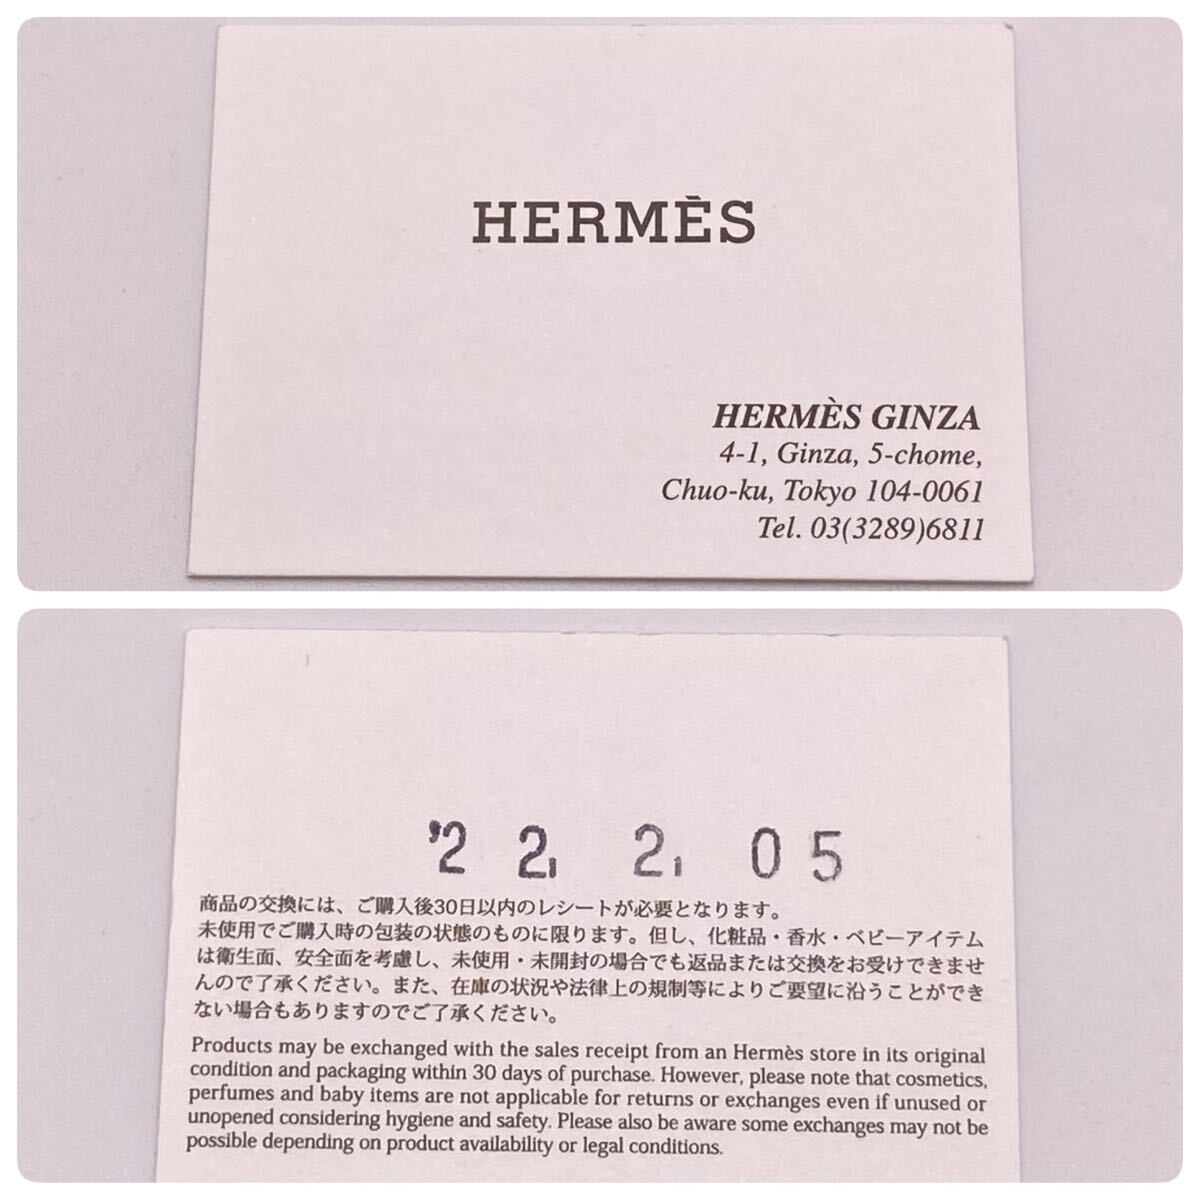 HERMÈS
HERMÈS GINZA
4-1, Ginza, 5-chome,
Chuo-ku, Tokyo 104-0061
Tel. 03(3289)6811
'22. 2. 05
商品の交換には、ご購入後30日以内のレシートが必要となります。
未使用でご購入時の包装の状態のものに限ります。但し、化粧品・香水・ベビーアイテム
は衛生面、安全面を考慮し、未使用・未開封の場合でも返品または交換をお受けできませ
んので了承ください。また、在庫の状況や法律上の規制等によりご要望に沿うことができ
ない場合もありますのでご了承ください。
Products may be exchanged with the sales receipt from an Hermès store in its original
condition and packaging within 30 days of purchase. However, please note that cosmetics,
perfumes and baby items are not applicable for returns or exchanges even if unused or
unopened considering hygiene and safety. Please also be aware some exchanges may not be
possible depending on product availability or legal conditions.